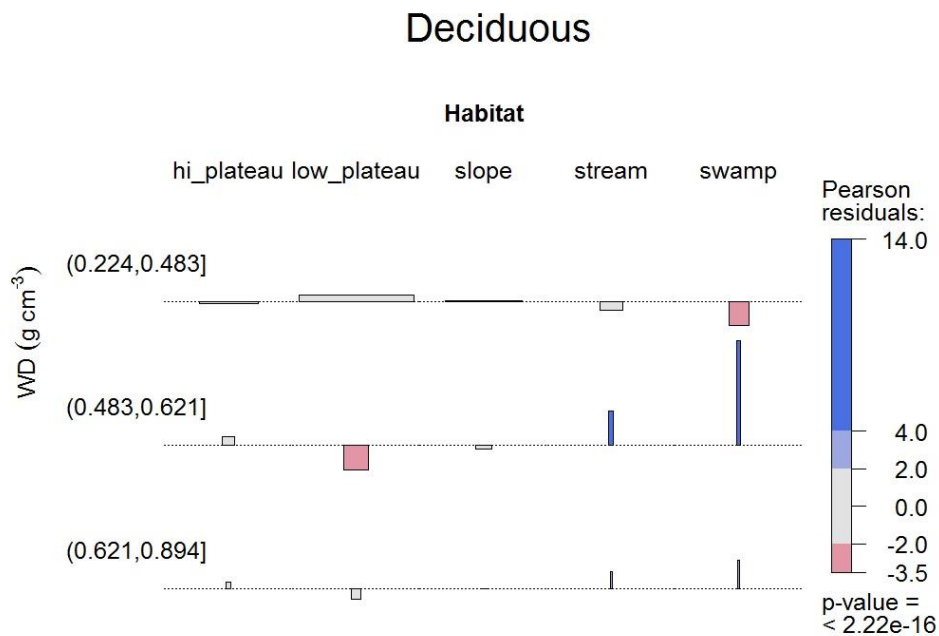 Deciduous
Habitat
hi_plateau low_plateau slope stream swamp
WD (g cm-3)
(0.224,0.483]
(0.483,0.621]
(0.621,0.894]
Pearson
residuals:
14.0
4.0
2.0
0.0
-2.0
-3.5
p-value =
< 2.22e-16